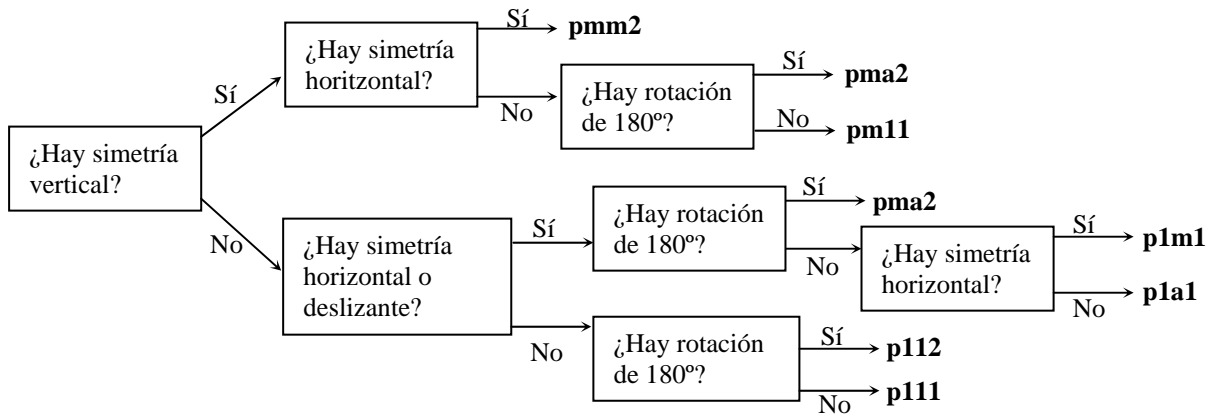 Sí
pmm2
¿Hay simetría
horitzontal?
Sí
pma2
Sí
No
¿Hay rotación
de 180º?
No
pm11
¿Hay simetría
vertical?
No
¿Hay simetría
horizontal o
deslizante?
Sí
¿Hay rotación
de 180º?
Sí
pma2
No
¿Hay simetría
horizontal?
Sí
p1m1
No
p1a1
No
¿Hay rotación
de 180º?
Sí
p112
No
p111